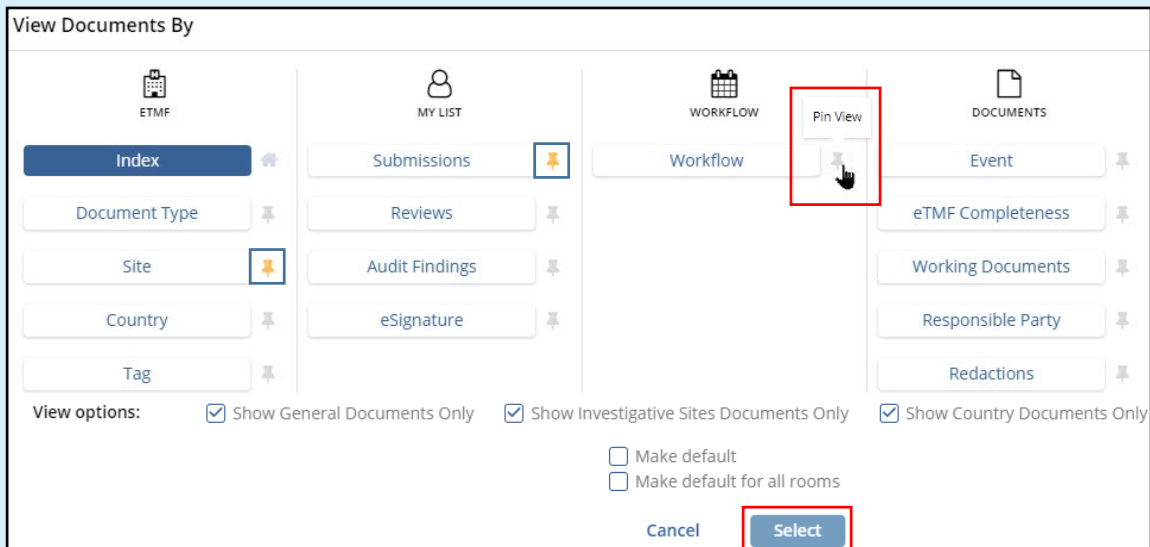 View Documents By
ETMF
MY LIST
WORKFLOW
DOCUMENTS
Pin View
Index
Submissions
Workflow
Event
Document Type
Reviews
eTMF Completeness
Site
Audit Findings
Working Documents
Country
eSignature
Responsible Party
Tag
Redactions
View options:
Show General Documents Only
Show Investigative Sites Documents Only
Show Country Documents Only
Make default
Make default for all rooms
Cancel
Select